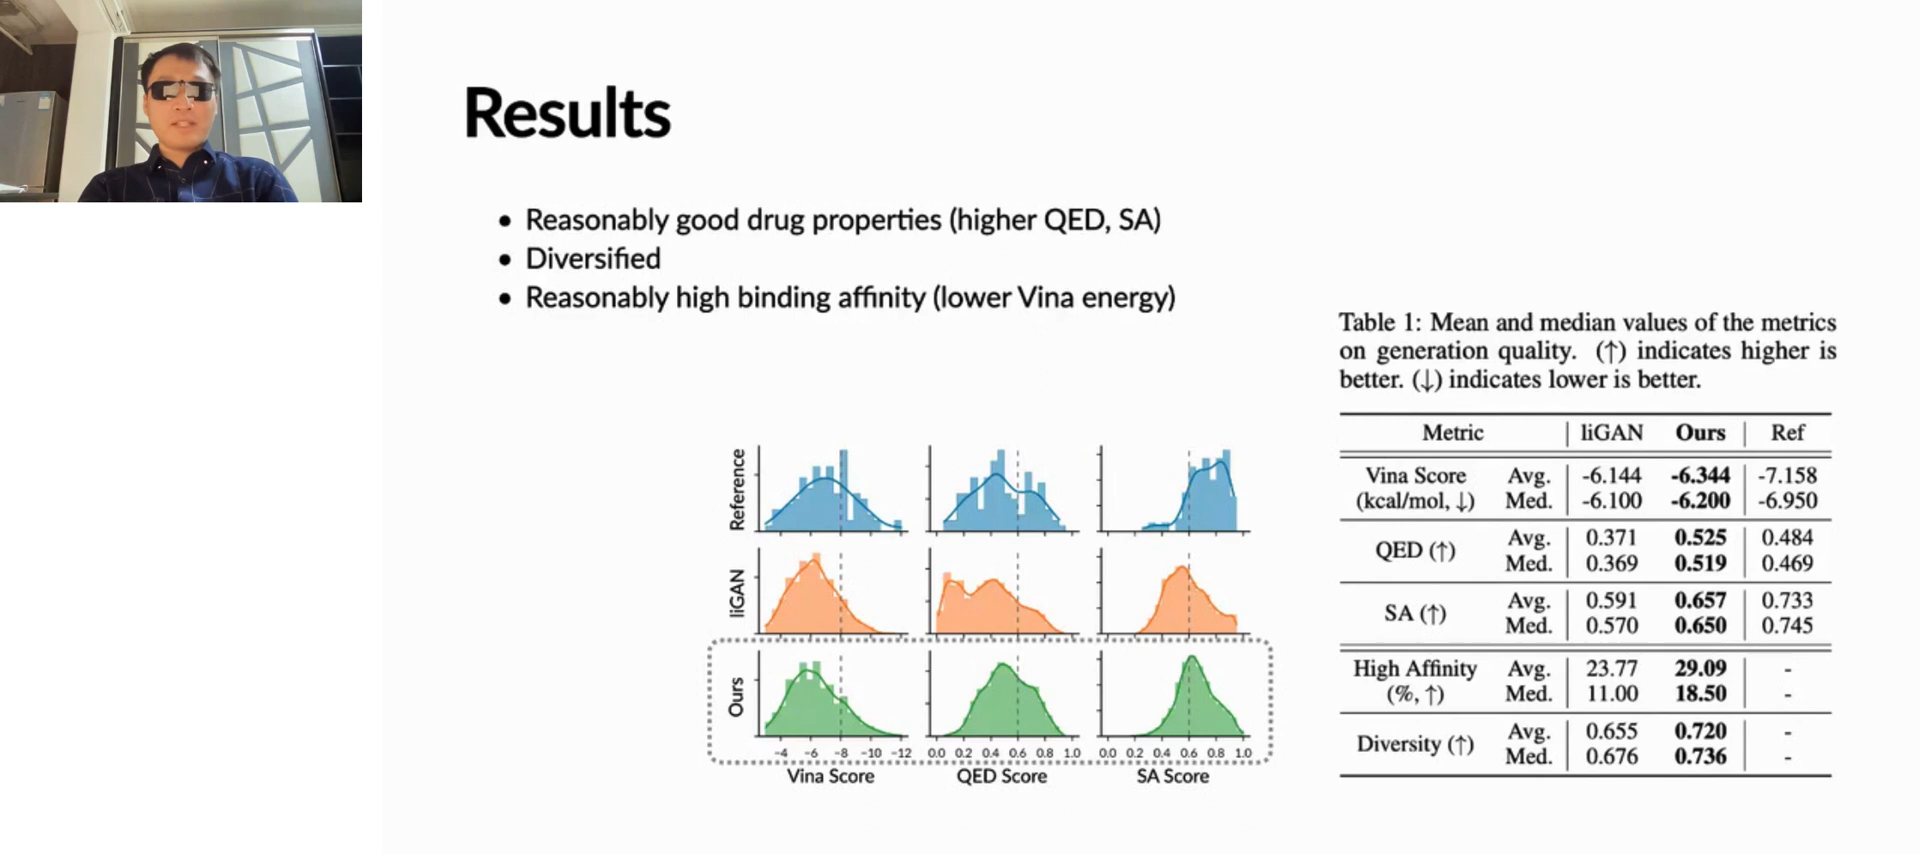 Results
• Reasonably good drug properties (higher QED, SA)
• Diversified
• Reasonably high binding affinity (lower Vina energy)
Table 1: Mean and median values of the metrics
on generation quality. (↑) indicates higher is
better. (↓) indicates lower is better.
Metric liGAN Ours Ref
Vina Score Avg. -6.144 -6.344 -7.158
(kcal/mol, ↓) Med. -6.100 -6.200 -6.950
QED (↑) Avg. 0.371 0.525 0.484
Med. 0.369 0.519 0.469
SA (↑) Avg. 0.591 0.657 0.733
Med. 0.570 0.650 0.745
High Affinity Avg. 23.77 29.09 -
(%, ↑) Med. 11.00 18.50 -
Diversity (↑) Avg. 0.655 0.720 -
Med. 0.676 0.736 -
Reference
liGAN
Ours
-4 -6 -8 -10 -12 0.0 0.2 0.4 0.6 0.8 1.0 0.0 0.2 0.4 0.6 0.8 1.0
Vina Score QED Score SA Score